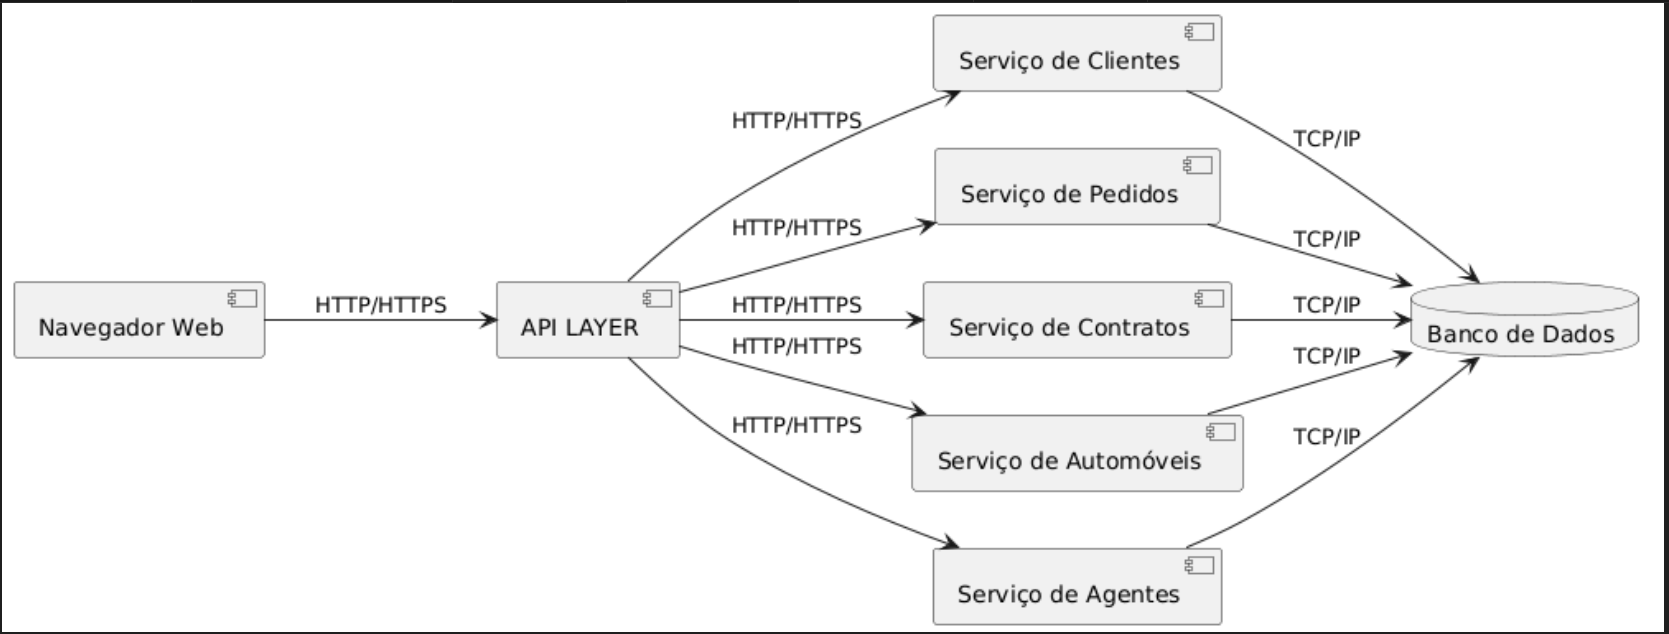 Serviço de Clientes
HTTP/HTTPS
TCP/IP
Serviço de Pedidos
HTTP/HTTPS
TCP/IP
Navegador Web
HTTP/HTTPS
API LAYER
HTTP/HTTPS
Serviço de Contratos
TCP/IP
Banco de Dados
HTTP/HTTPS
TCP/IP
Serviço de Automóveis
HTTP/HTTPS
TCP/IP
Serviço de Agentes